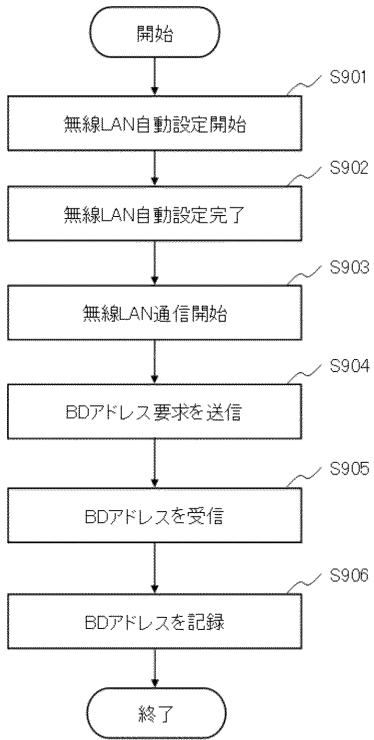 開始
S901
無線LAN自動設定開始
S902
無線LAN自動設定完了
S903
無線LAN通信開始
S904
BDアドレス要求を送信
S905
BDアドレスを受信
S906
BDアドレスを記録
終了